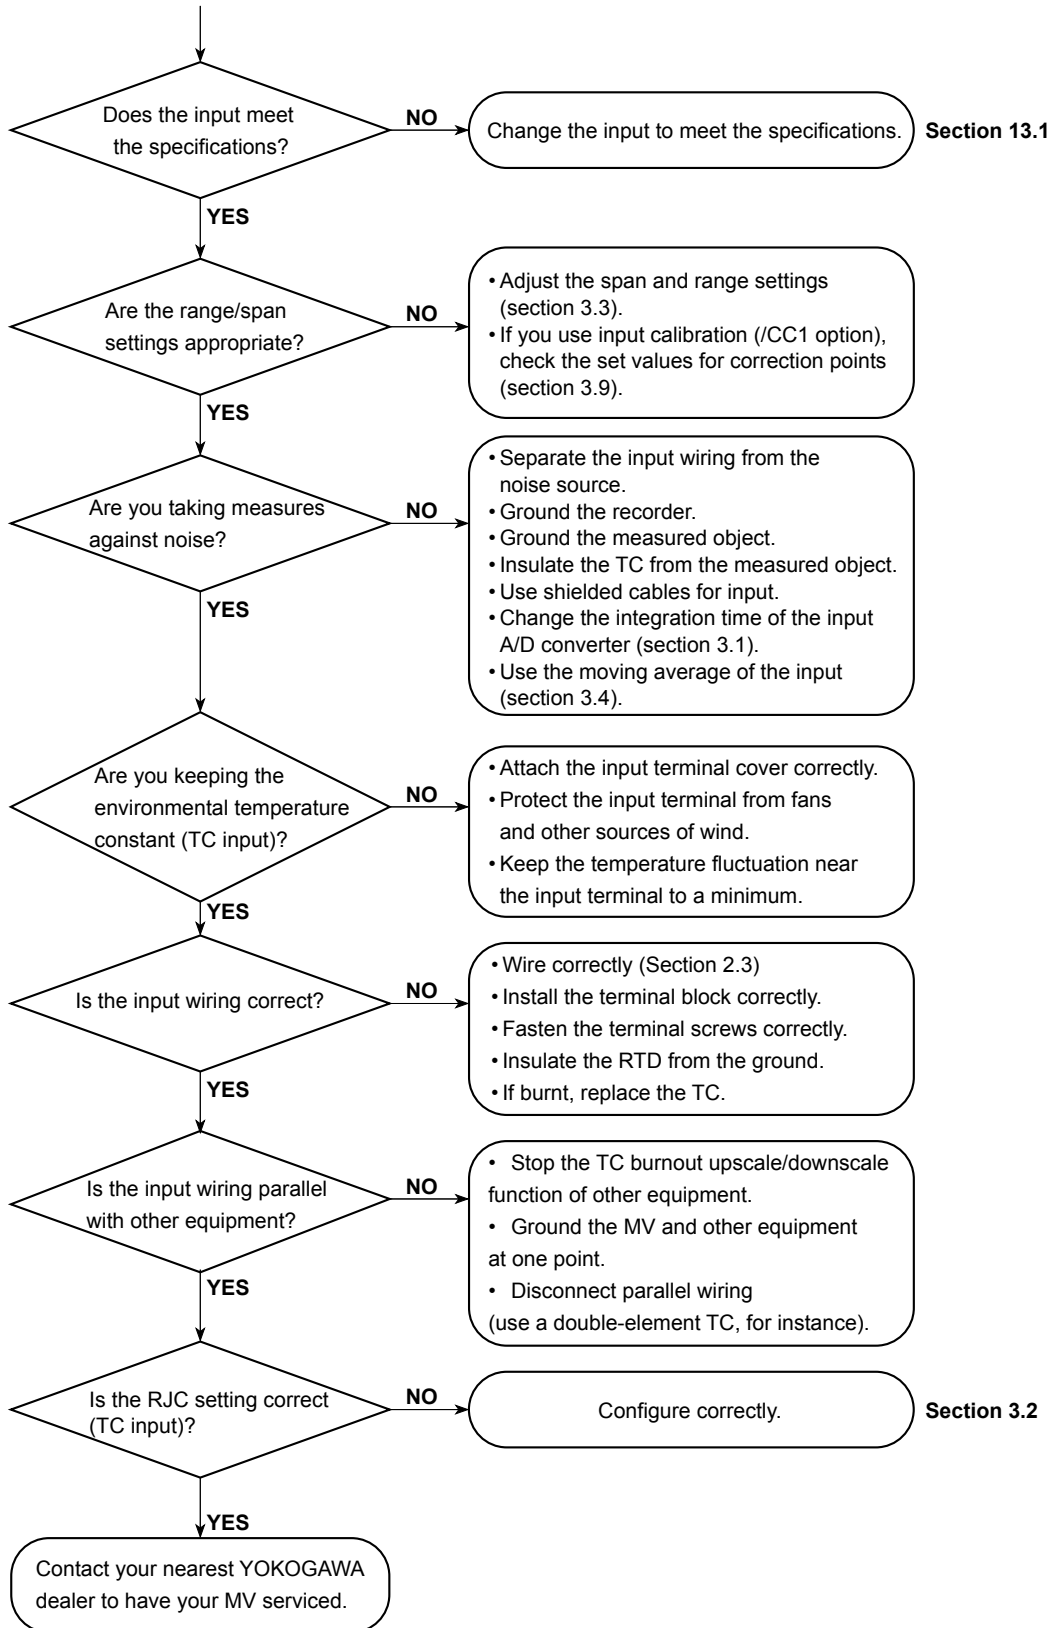 Does the input meet
the specifications?
NO
Change the input to meet the specifications.
Section 13.1
YES
Are the range/span
settings appropriate?
NO
• Adjust the span and range settings
(section 3.3).
• If you use input calibration (/CC1 option),
check the set values for correction points
(section 3.9).
YES
Are you taking measures
against noise?
NO
• Separate the input wiring from the
noise source.
• Ground the recorder.
• Ground the measured object.
• Insulate the TC from the measured object.
• Use shielded cables for input.
• Change the integration time of the input
A/D converter (section 3.1).
• Use the moving average of the input
(section 3.4).
YES
Are you keeping the
environmental temperature
constant (TC input)?
NO
• Attach the input terminal cover correctly.
• Protect the input terminal from fans
and other sources of wind.
• Keep the temperature fluctuation near
the input terminal to a minimum.
YES
Is the input wiring correct?
NO
• Wire correctly (Section 2.3)
• Install the terminal block correctly.
• Fasten the terminal screws correctly.
• Insulate the RTD from the ground.
• If burnt, replace the TC.
YES
Is the input wiring parallel
with other equipment?
NO
• Stop the TC burnout upscale/downscale
function of other equipment.
• Ground the MV and other equipment
at one point.
• Disconnect parallel wiring
(use a double-element TC, for instance).
YES
Is the RJC setting correct
(TC input)?
NO
Configure correctly.
Section 3.2
YES
Contact your nearest YOKOGAWA
dealer to have your MV serviced.